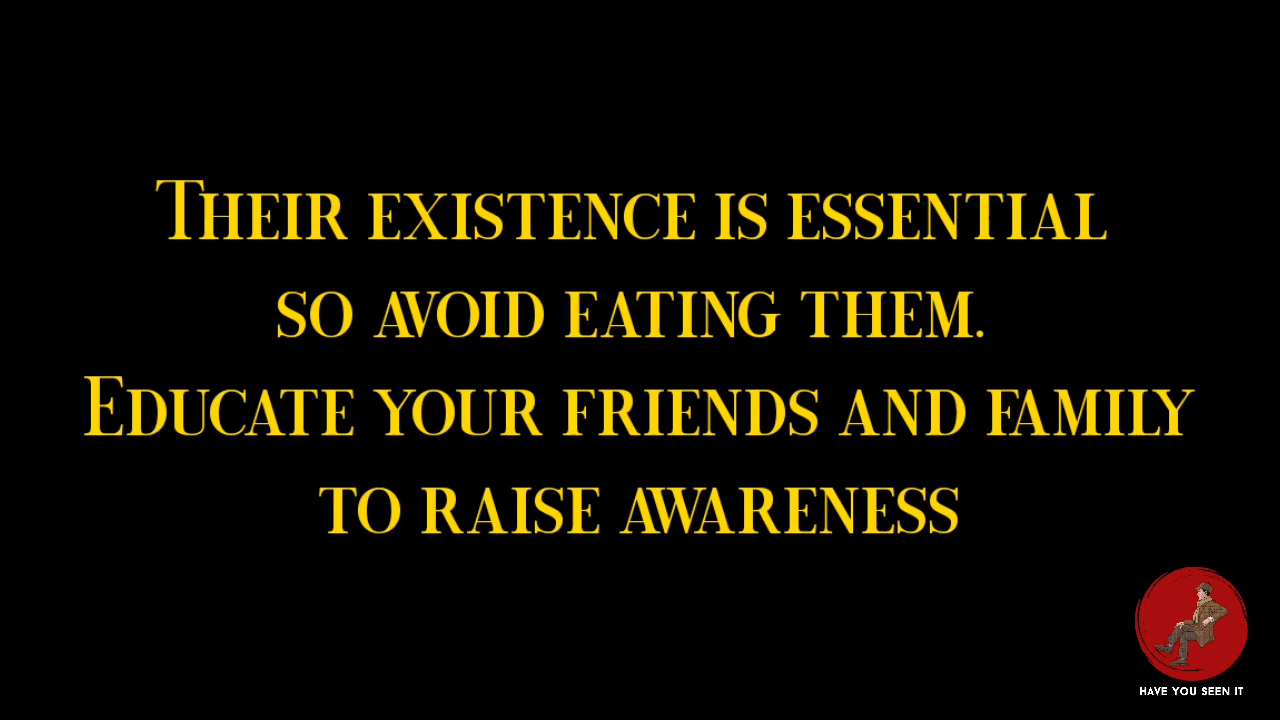 Their existence is essential
so avoid eating them.
Educate your friends and family
to raise awareness
HAVE YOU SEEN IT